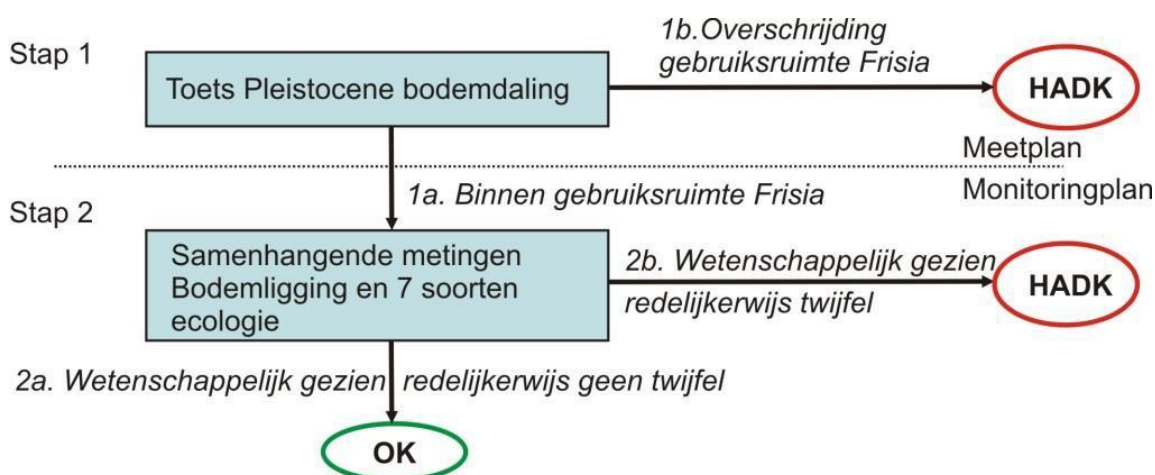 Stap 1
Toets Pleistocene bodemdaling
1b.Overschrijding
gebruiksruimte Frisia
HADK
Meetplan
Monitoringplan
1a. Binnen gebruiksruimte Frisia
Stap 2
Samenhangende metingen
Bodemligging en 7 soorten
ecologie
2b. Wetenschappelijk gezien
redelijkerwijs twijfel
HADK
2a. Wetenschappelijk gezien redelijkerwijs geen twijfel
OK